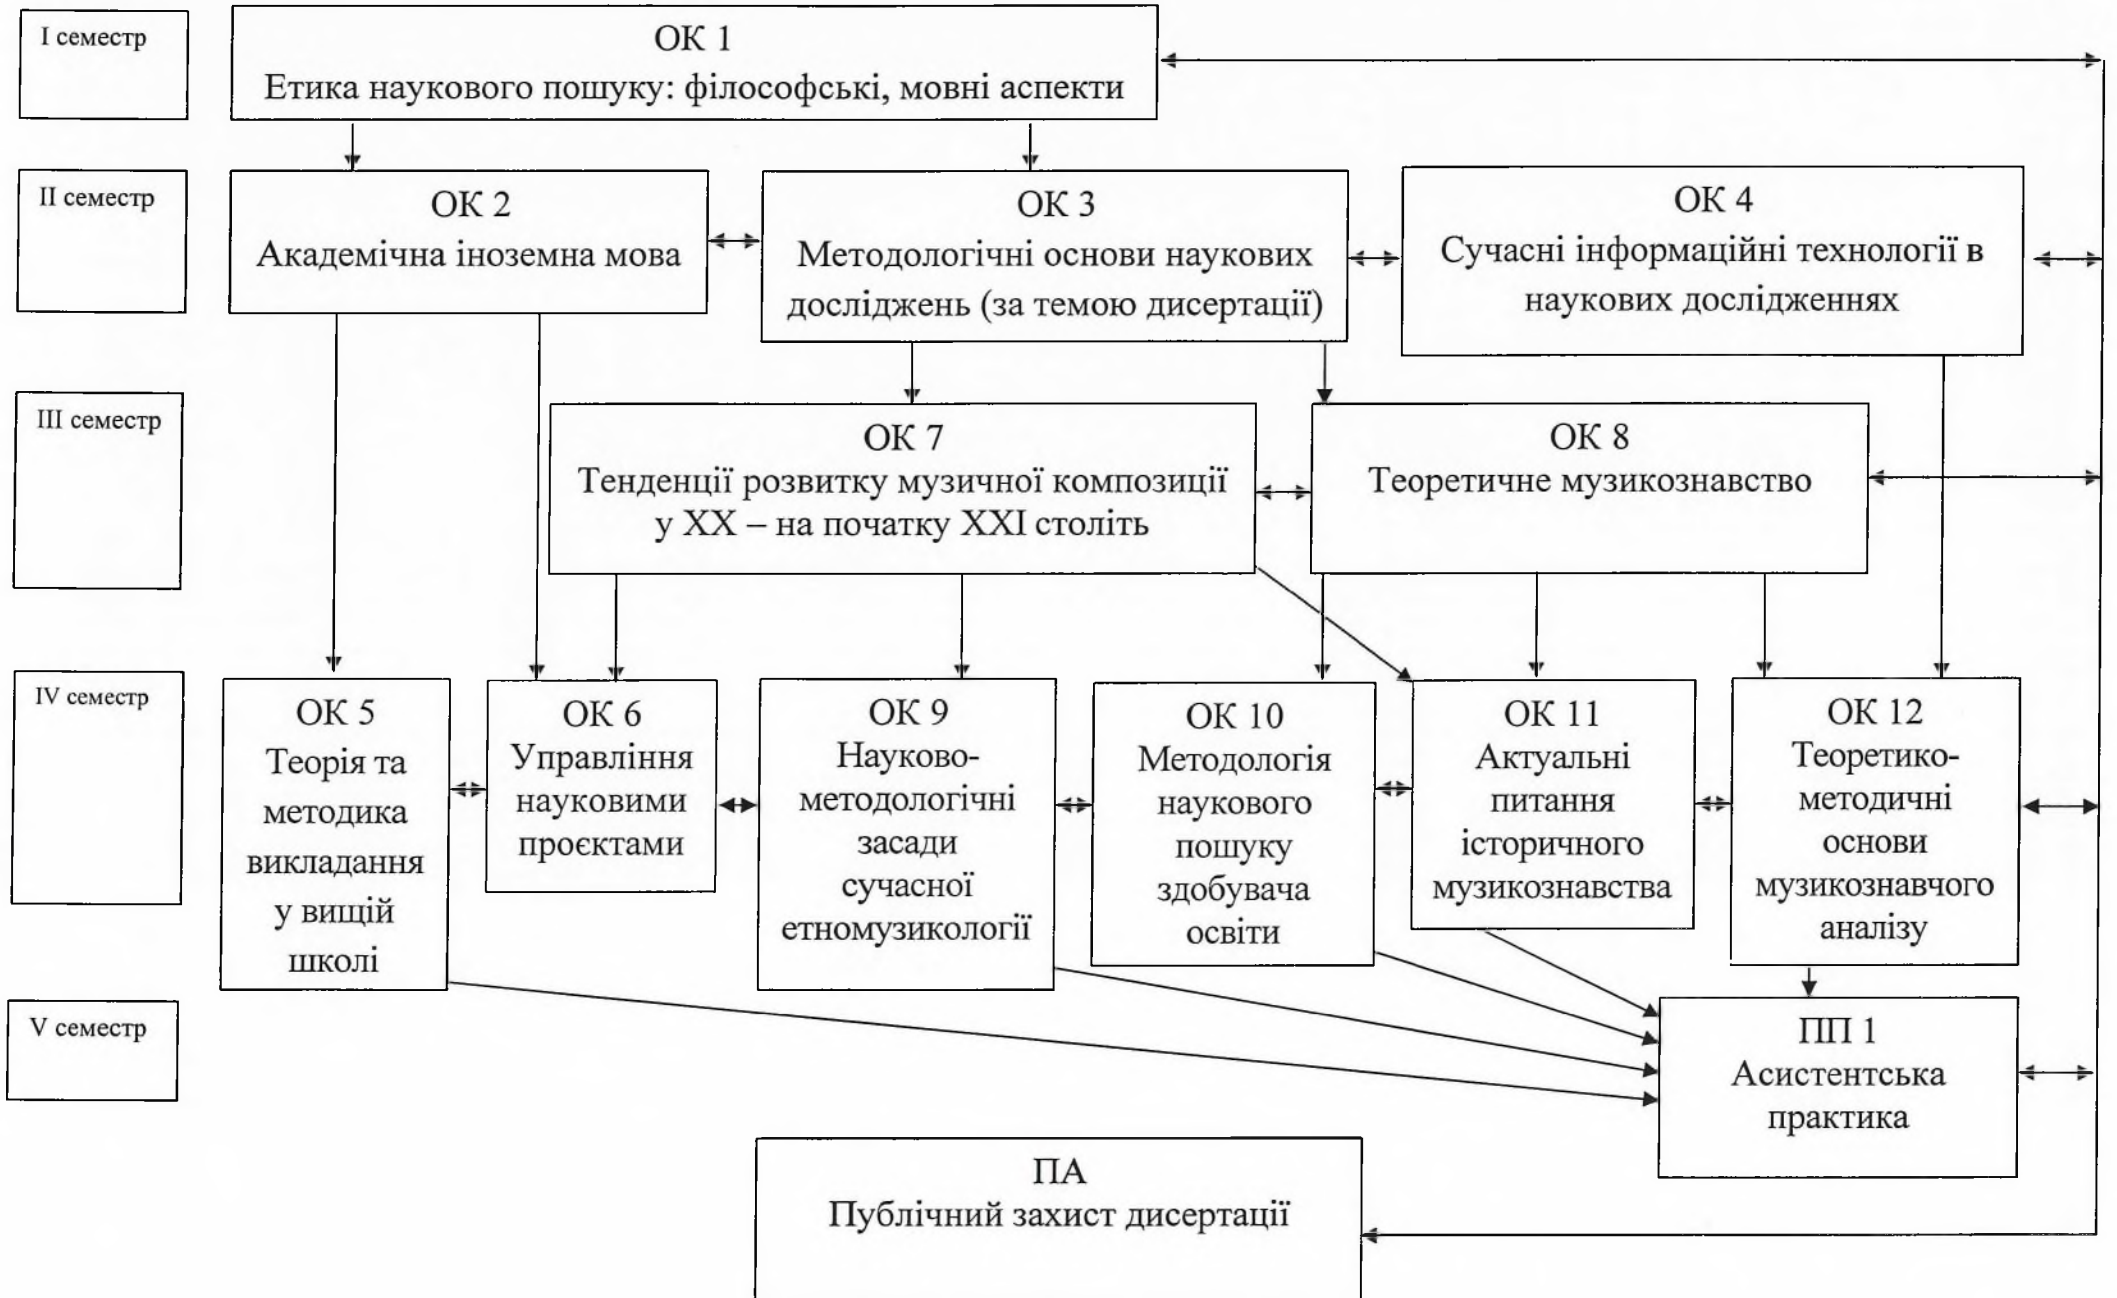 I семестр
ОК 1
Етика наукового пошуку: філософські, мовні аспекти
II семестр
ОК 2
Академічна іноземна мова
ОК 3
Методологічні основи наукових
досліджень (за темою дисертації)
ОК 4
Сучасні інформаційні технології в
наукових дослідженнях
III семестр
ОК 7
Тенденції розвитку музичної композиції
у ХХ – на початку ХХІ століть
ОК 8
Теоретичне музикознавство
IV семестр
ОК 5
Теорія та
методика
викладання
у вищій
школі
ОК 6
Управління
науковими
проєктами
ОК 9
Науково-
методологічні
засади
сучасної
етномузикології
ОК 10
Методологія
наукового
пошуку
здобувача
освіти
ОК 11
Актуальні
питання
історичного
музикознавства
ОК 12
Теоретико-
методичні
основи
музикознавчого
аналізу
V семестр
ПП 1
Асистентська
практика
ПА
Публічний захист дисертації